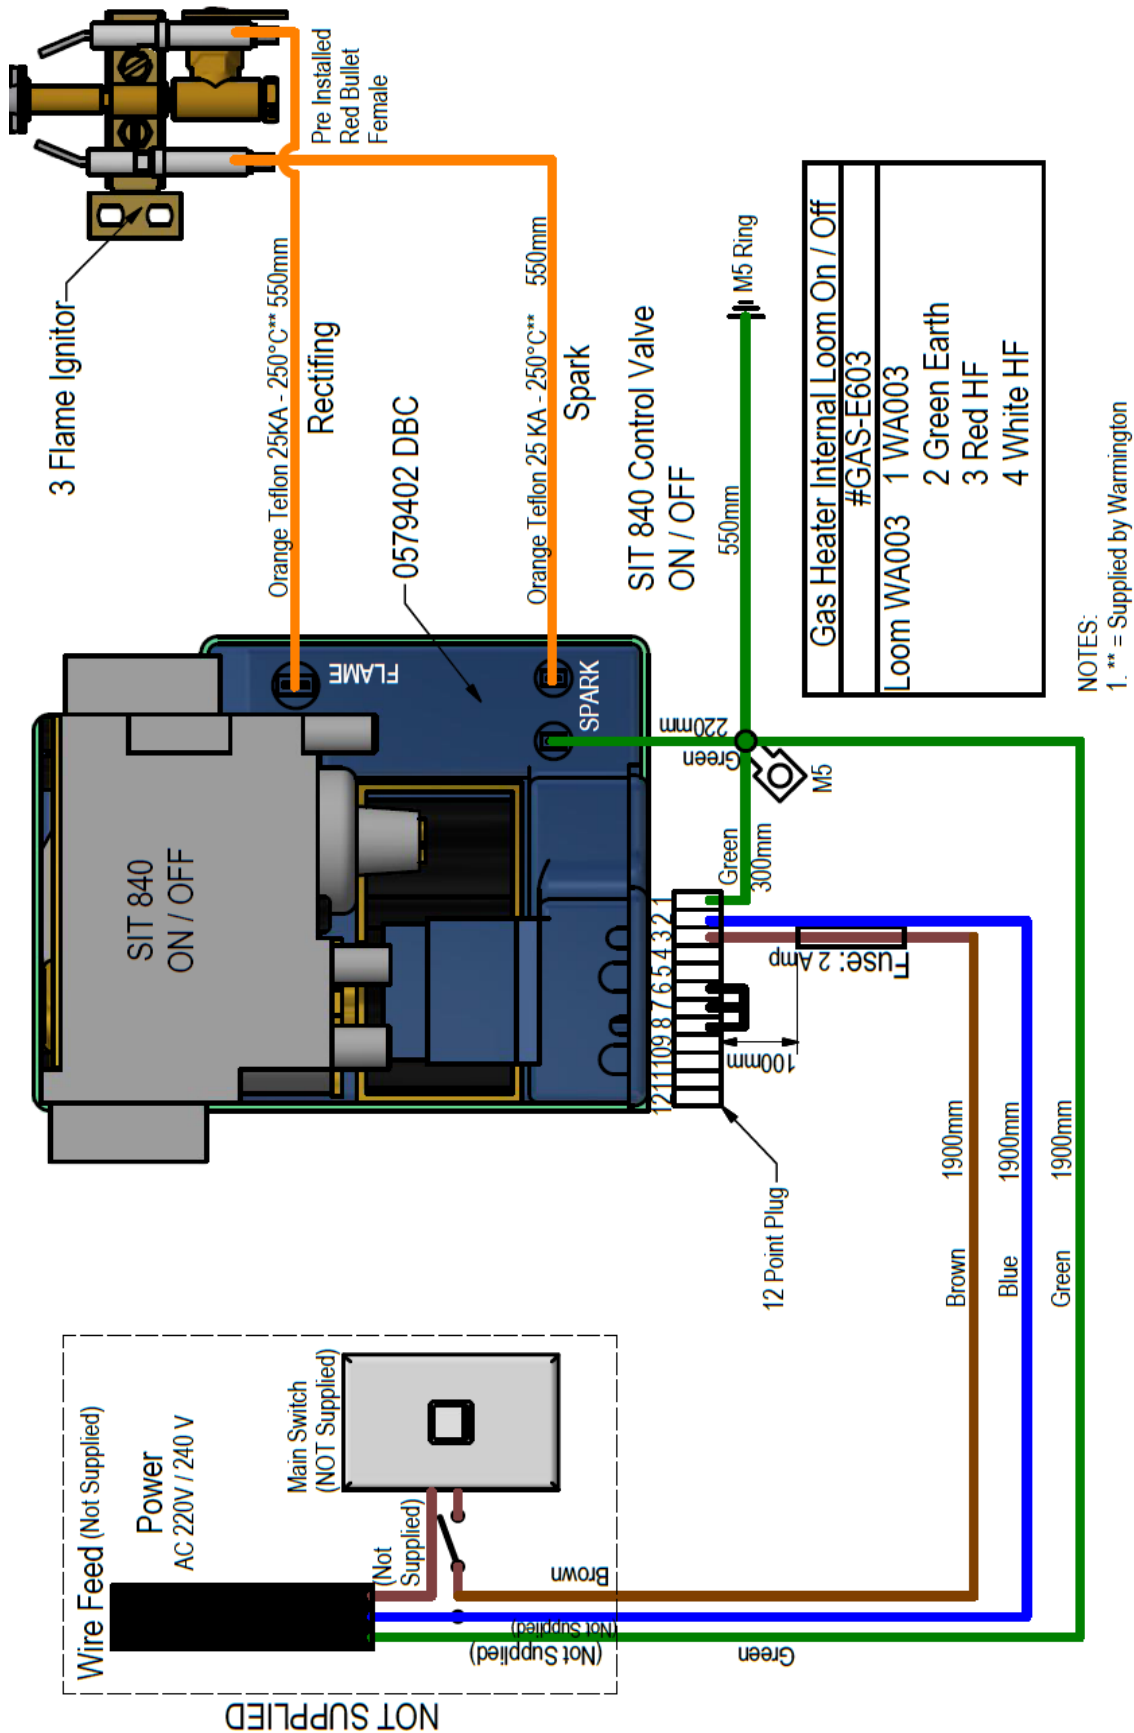 Wire Feed (Not Supplied)
Power
AC 220V / 240 V
Main Switch
(NOT Supplied)
(Not
Supplied)
Brown
(Not Supplied)
(Not Supplied)
Green
NOT SUPPLIED
SIT 840
ON / OFF
FLAME
SPARK
3 Flame Ignitor
Pre Installed
Red Bullet
Female
Orange Teflon 25KA - 250°C** 550mm
Rectifing
0579402 DBC
Orange Teflon 25 KA - 250°C** 550mm
Spark
SIT 840 Control Valve
ON / OFF
550mm
M5 Ring
220mm
Green
M5
Green
300mm
12 11 10 9 8 7 6 5 4 3 2 1
Fuse: 2 Amp
100mm
12 Point Plug
Brown 1900mm
Blue 1900mm
Green 1900mm
Gas Heater Internal Loom On / Off
#GAS-E603
Loom WA003 1 WA003
2 Green Earth
3 Red HF
4 White HF
NOTES:
1. ** = Supplied by Warmington